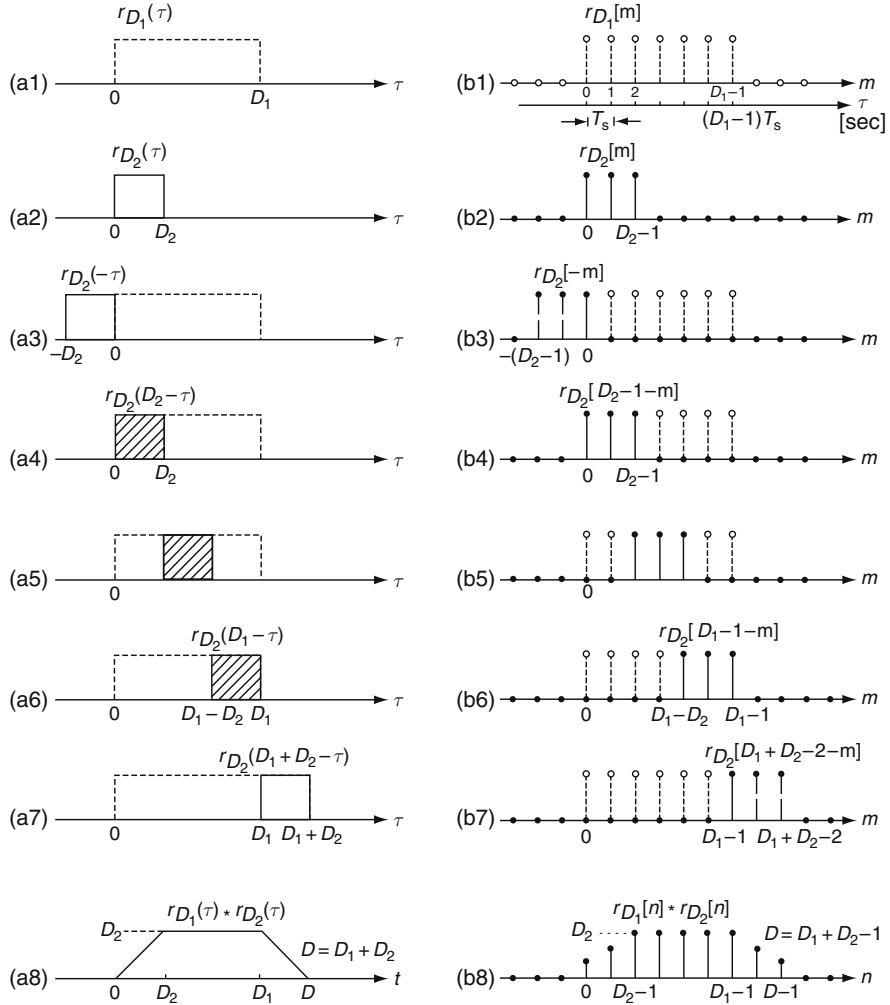 r_{D_1}(τ)
(a1)
0
D_1
τ
r_{D_1}[m]
(b1)
0 1 2 D_1−1
m
τ
T_s
(D_1−1)T_s
[sec]
r_{D_2}(τ)
(a2)
0
D_2
τ
r_{D_2}[m]
(b2)
0
D_2−1
m
r_{D_2}(−τ)
(a3)
−D_2
0
τ
r_{D_2}[−m]
(b3)
−(D_2−1)
0
m
r_{D_2}(D_2−τ)
(a4)
0
D_2
τ
r_{D_2}[D_2−1−m]
(b4)
0
D_2−1
m
(a5)
0
τ
(b5)
0
m
r_{D_2}(D_1−τ)
(a6)
0
D_1−D_2
D_1
τ
r_{D_2}[D_1−1−m]
(b6)
0
D_1−D_2
D_1−1
m
r_{D_2}(D_1+D_2−τ)
(a7)
0
D_1
D_1+D_2
τ
r_{D_2}[D_1+D_2−2−m]
(b7)
0
D_1−1
D_1+D_2−2
m
r_{D_1}(τ) * r_{D_2}(τ)
D_2
D=D_1+D_2
(a8)
0
D_2
D_1
D
t
r_{D_1}[n] * r_{D_2}[n]
D_2
D=D_1+D_2−1
(b8)
0
D_2−1
D_1−1
D−1
n